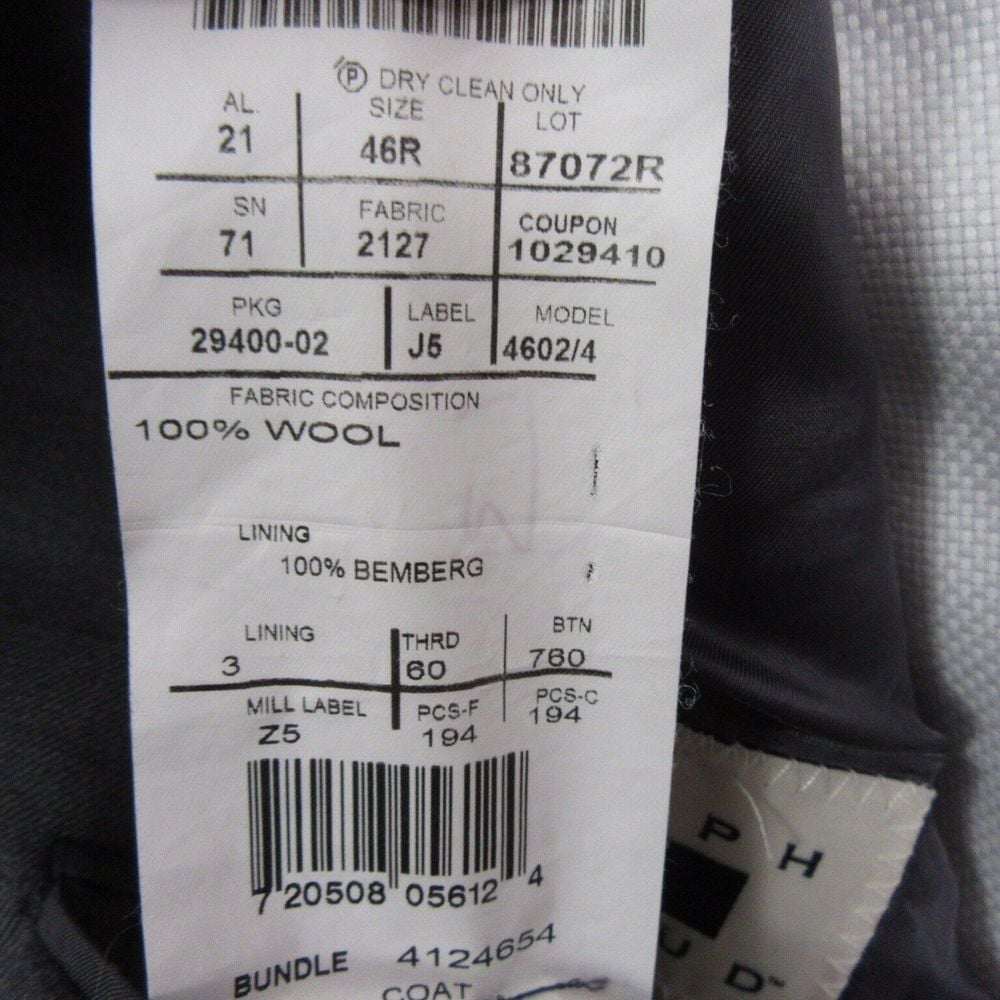 P DRY CLEAN ONLY
AL. SIZE LOT
21 46R 87072R
SN FABRIC COUPON
71 2127 1029410
PKG LABEL MODEL
29400-02 J5 4602/4
FABRIC COMPOSITION
100% WOOL
LINING
100% BEMBERG
LINING THRD BTN
3 60 760
MILL LABEL PCS-F PCS-C
Z5 194 194
7 20508 05612 4
BUNDLE 4124654
COAT
P H
U D™